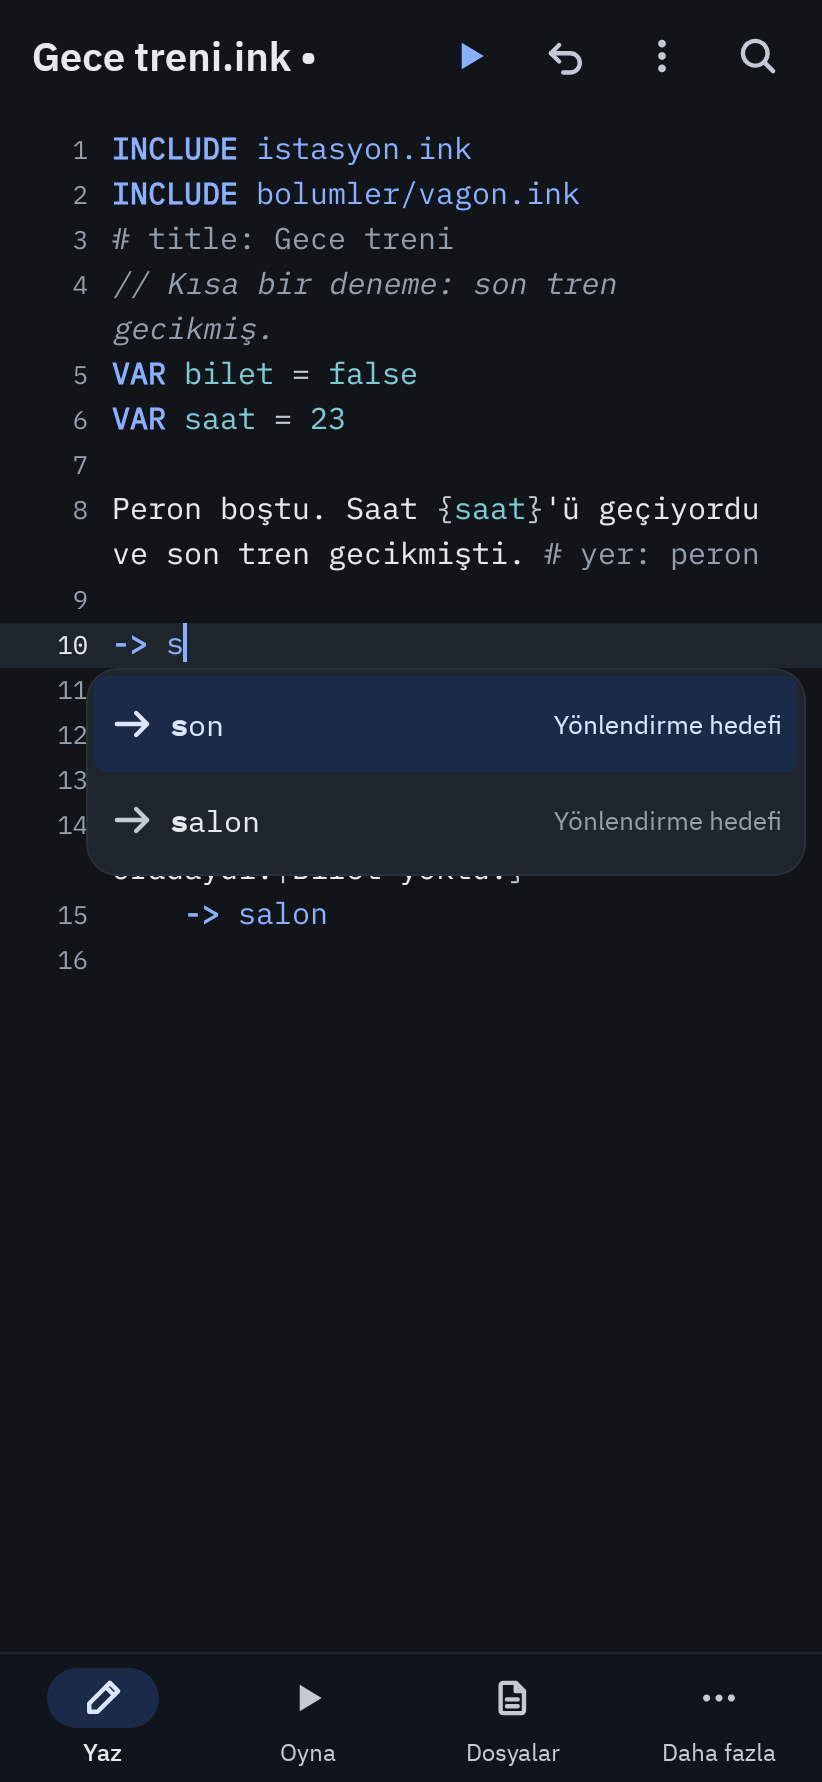 Gece treni.ink •
1 INCLUDE istasyon.ink
2 INCLUDE bolumler/vagon.ink
3 # title: Gece treni
4 // Kısa bir deneme: son tren
gecikmiş.
5 VAR bilet = false
6 VAR saat = 23
7
8 Peron boştu. Saat {saat}'ü geçiyordu
ve son tren gecikmişti. # yer: peron
9
10 -> s
11
son Yönlendirme hedefi
12
13
salon Yönlendirme hedefi
14
15 -> salon
16
Yaz
Oyna
Dosyalar
Daha fazla